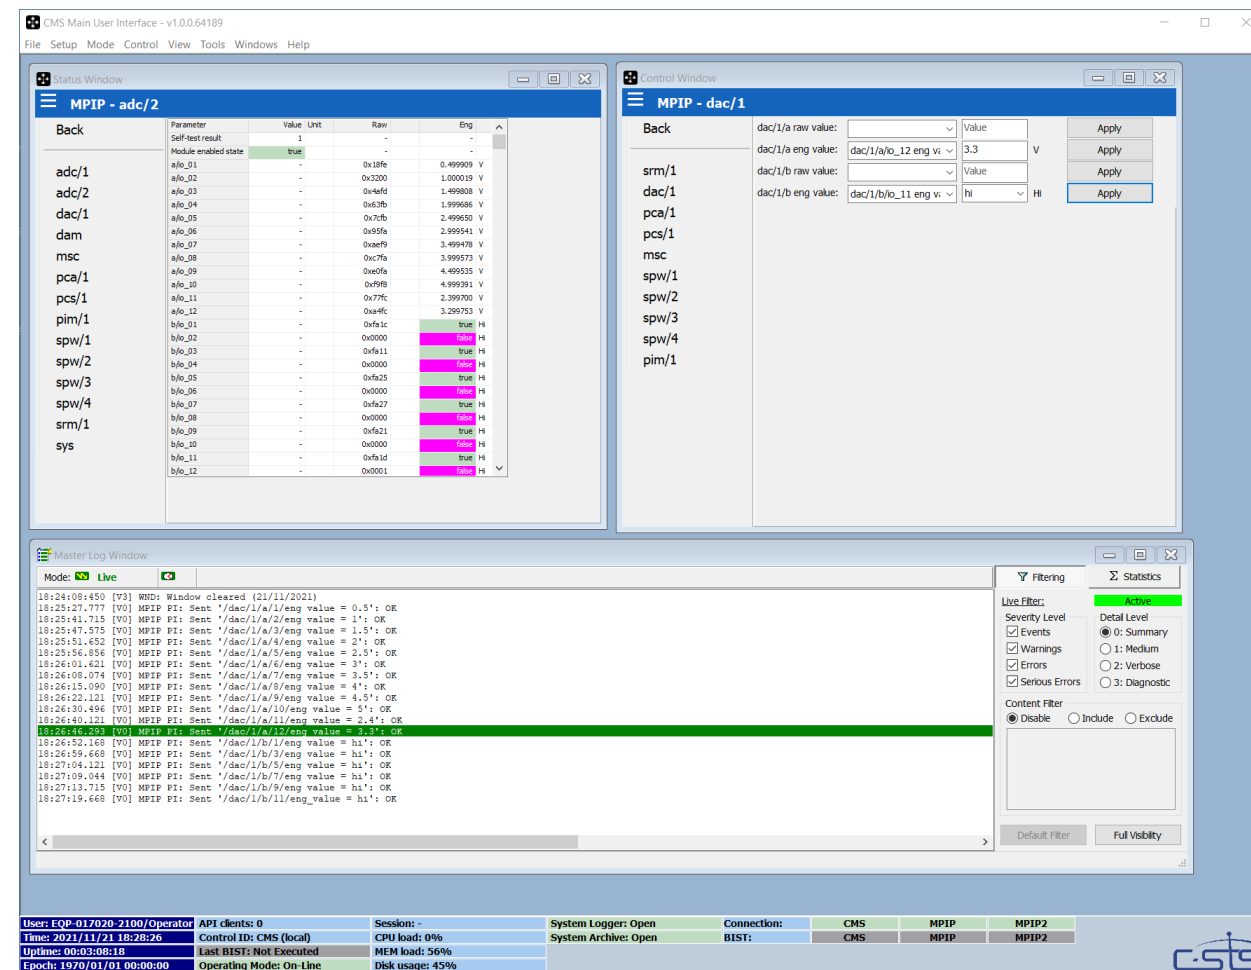 CMS Main User Interface - v1.0.0.64189
File Setup Mode Control View Tools Windows Help
Status Window
MPIP - adc/2
Back
adc/1
adc/2
dac/1
dam
msc
pca/1
pcs/1
pim/1
spw/1
spw/2
spw/3
spw/4
srm/1
sys
Parameter Value Unit Raw Eng
Self-test result 1 - -
Module enabled state true - -
a/io_01 - 0x18fe 0.499909 V
a/io_02 - 0x3200 1.000019 V
a/io_03 - 0x4afd 1.499808 V
a/io_04 - 0x63fb 1.999686 V
a/io_05 - 0x7cfb 2.499650 V
a/io_06 - 0x95fa 2.999541 V
a/io_07 - 0xaef9 3.499478 V
a/io_08 - 0xc7fa 3.999573 V
a/io_09 - 0xe0fa 4.499535 V
a/io_10 - 0xf9f8 4.999391 V
a/io_11 - 0x77fc 2.399700 V
a/io_12 - 0xa4fc 3.299753 V
b/io_01 - 0xfa1c true Hi
b/io_02 - 0x0000 false Hi
b/io_03 - 0xfa11 true Hi
b/io_04 - 0x0000 false Hi
b/io_05 - 0xfa25 true Hi
b/io_06 - 0x0000 false Hi
b/io_07 - 0xfa27 true Hi
b/io_08 - 0x0000 false Hi
b/io_09 - 0xfa21 true Hi
b/io_10 - 0x0000 false Hi
b/io_11 - 0xfa1d true Hi
b/io_12 - 0x0001 false Hi
Control Window
MPIP - dac/1
Back
srm/1
dac/1
pca/1
pcs/1
msc
spw/1
spw/2
spw/3
spw/4
pim/1
dac/1/a raw value: Value Apply
dac/1/a eng value: dac/1/a/io_12 eng va 3.3 V Apply
dac/1/b raw value: Value Apply
dac/1/b eng value: dac/1/b/io_11 eng va hi Hi Apply
Master Log Window
Mode: Live
18:24:08:450 [V3] WND: Window cleared (21/11/2021)
18:25:27.777 [V0] MPIP PI: Sent '/dac/1/a/1/eng value = 0.5': OK
18:25:41.715 [V0] MPIP PI: Sent '/dac/1/a/2/eng value = 1': OK
18:25:47.575 [V0] MPIP PI: Sent '/dac/1/a/3/eng value = 1.5': OK
18:25:51.652 [V0] MPIP PI: Sent '/dac/1/a/4/eng value = 2': OK
18:25:56.856 [V0] MPIP PI: Sent '/dac/1/a/5/eng value = 2.5': OK
18:26:01.621 [V0] MPIP PI: Sent '/dac/1/a/6/eng value = 3': OK
18:26:08.074 [V0] MPIP PI: Sent '/dac/1/a/7/eng value = 3.5': OK
18:26:15.090 [V0] MPIP PI: Sent '/dac/1/a/8/eng value = 4': OK
18:26:22.121 [V0] MPIP PI: Sent '/dac/1/a/9/eng value = 4.5': OK
18:26:30.496 [V0] MPIP PI: Sent '/dac/1/a/10/eng value = 5': OK
18:26:40.121 [V0] MPIP PI: Sent '/dac/1/a/11/eng value = 2.4': OK
18:26:46.293 [V0] MPIP PI: Sent '/dac/1/a/12/eng value = 3.3': OK
18:26:52.168 [V0] MPIP PI: Sent '/dac/1/b/1/eng value = hi': OK
18:26:59.668 [V0] MPIP PI: Sent '/dac/1/b/3/eng value = hi': OK
18:27:04.121 [V0] MPIP PI: Sent '/dac/1/b/5/eng value = hi': OK
18:27:09.044 [V0] MPIP PI: Sent '/dac/1/b/7/eng value = hi': OK
18:27:13.715 [V0] MPIP PI: Sent '/dac/1/b/9/eng value = hi': OK
18:27:19.668 [V0] MPIP PI: Sent '/dac/1/b/11/eng_value = hi': OK
Filtering Σ Statistics
Live Filter: Active
Severity Level Detail Level
Events 0: Summary
Warnings 1: Medium
Errors 2: Verbose
Serious Errors 3: Diagnostic
Content Filter
Disable Include Exclude
Default Filter Full Visibility
User: EQP-017020-2100/Operator API clients: 0 Session: - System Logger: Open Connection: CMS MPIP MPIP2
Time: 2021/11/21 18:28:26 Control ID: CMS (local) CPU load: 0% System Archive: Open BIST: CMS MPIP MPIP2
Uptime: 00:03:08:18 Last BIST: Not Executed MEM load: 56%
Epoch: 1970/01/01 00:00:00 Operating Mode: On-Line Disk usage: 45%